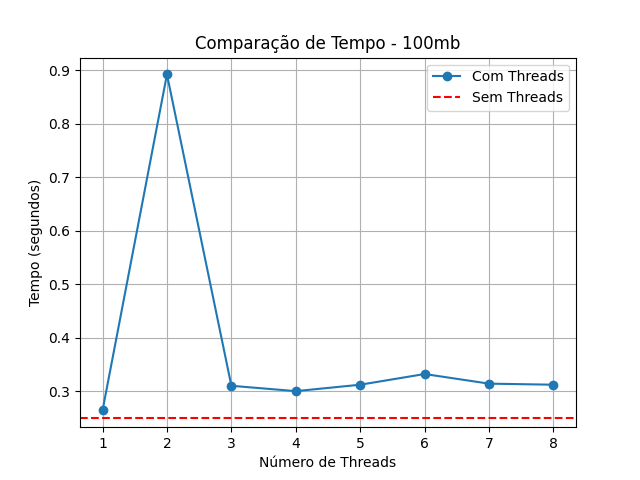 Comparação de Tempo - 100mb
Com Threads
Sem Threads
0.9
0.8
0.7
0.6
0.5
0.4
0.3
Tempo (segundos)
1 2 3 4 5 6 7 8
Número de Threads